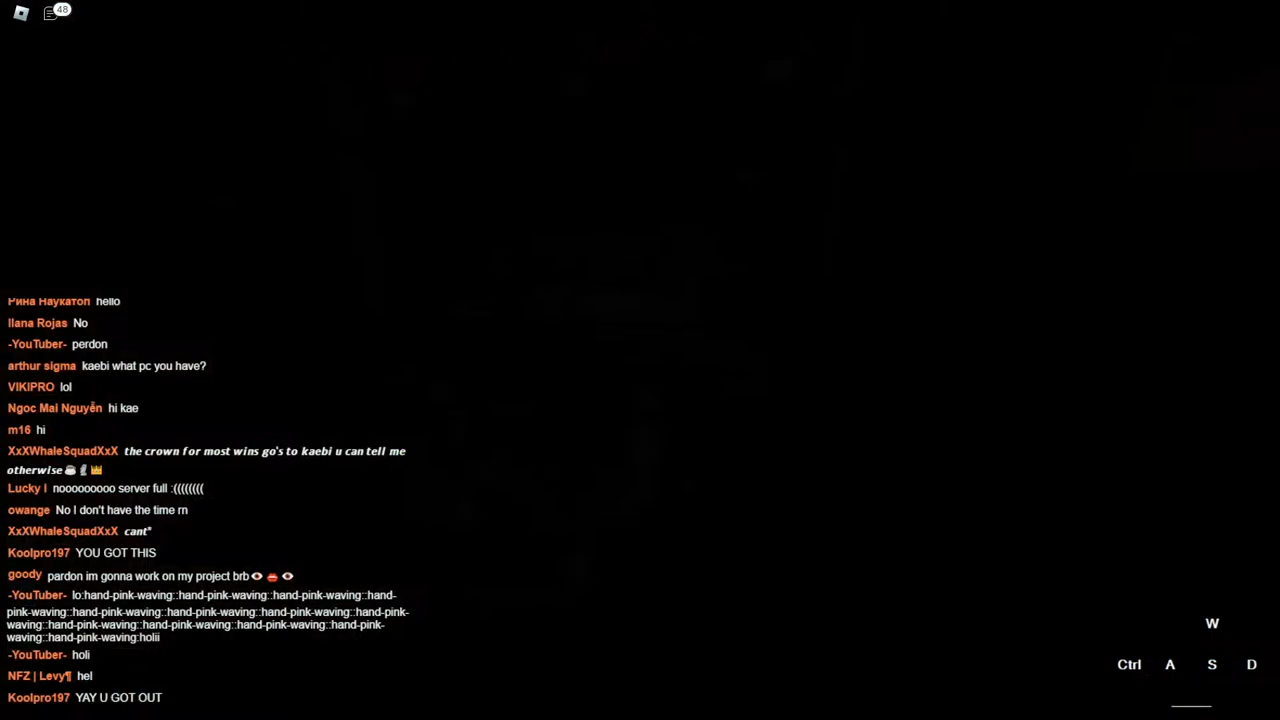 48
Рина Наукатоп hello
Ilana Rojas No
-YouTuber- perdon
arthur sigma kaebi what pc you have?
VIKIPRO lol
Ngoc Mai Nguyễn hi kae
m16 hi
XxXWhaleSquadXxX the crown for most wins go's to kaebi u can tell me
otherwise
Lucky I nooooooooo server full :((((((((
owange No I don't have the time rn
XxXWhaleSquadXxX cant*
Koolpro197 YOU GOT THIS
goody pardon im gonna work on my project brb👁️👄👁️
-YouTuber- lo:hand-pink-waving::hand-pink-waving::hand-pink-waving::hand-
pink-waving::hand-pink-waving::hand-pink-waving::hand-pink-waving::hand-pink-
waving::hand-pink-waving::hand-pink-waving::hand-pink-waving::hand-pink-
waving::hand-pink-waving:holii
-YouTuber- holi
NFZ | Levy¶ hel
Koolpro197 YAY U GOT OUT
W
Ctrl A S D